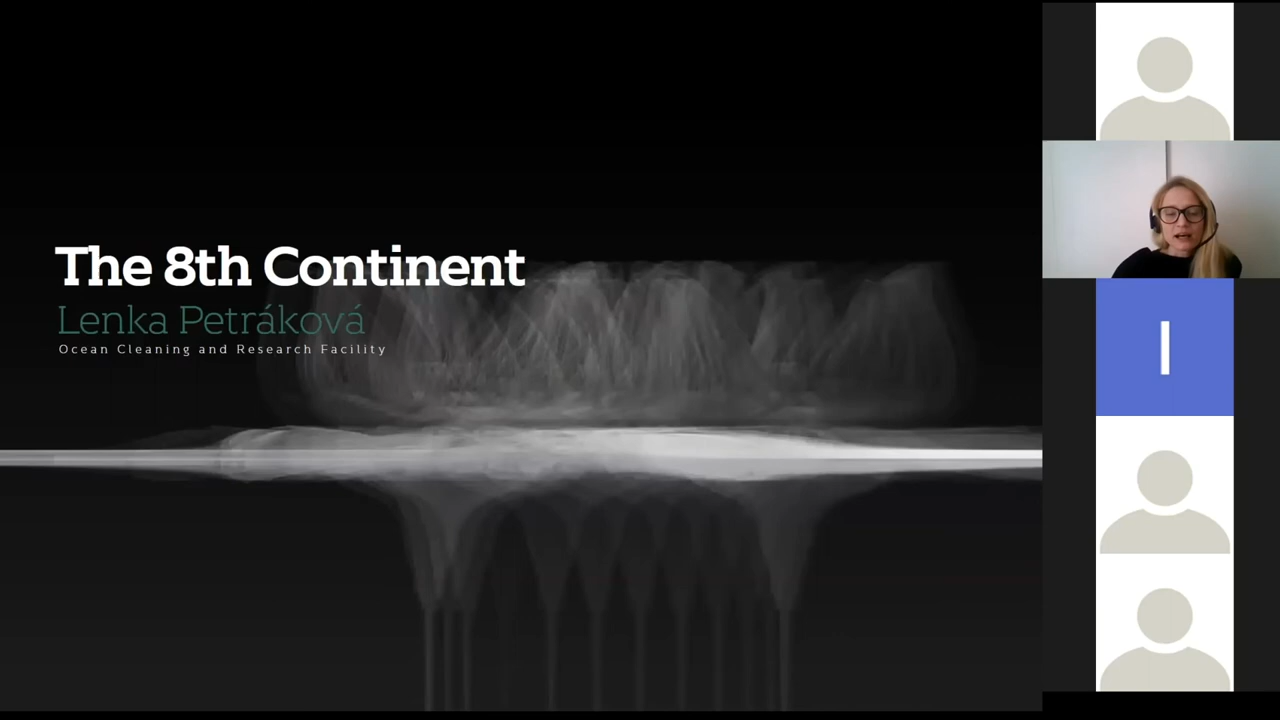 The 8th Continent
Lenka Petráková
Ocean Cleaning and Research Facility
I